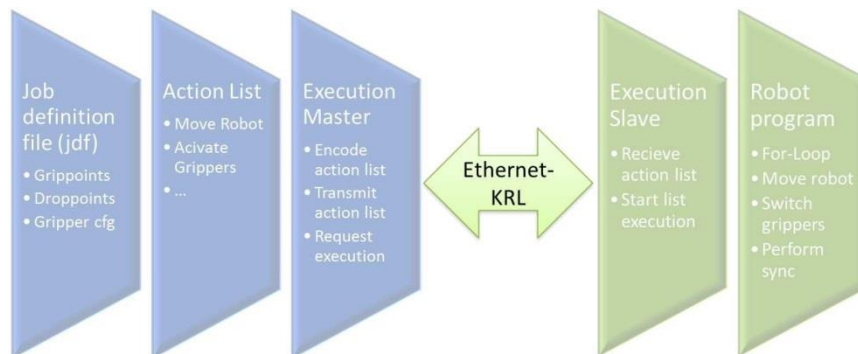 Job
definition
file (jdf)
• Grippoints
• Droppoints
• Gripper cfg
Action List
• Move Robot
• Acivate
Grippers
• ...
Execution
Master
• Encode
action list
• Transmit
action list
• Request
execution
Ethernet-
KRL
Execution
Slave
• Recieve
action list
• Start list
execution
Robot
program
• For-Loop
• Move robot
• Switch
grippers
• Perform
sync